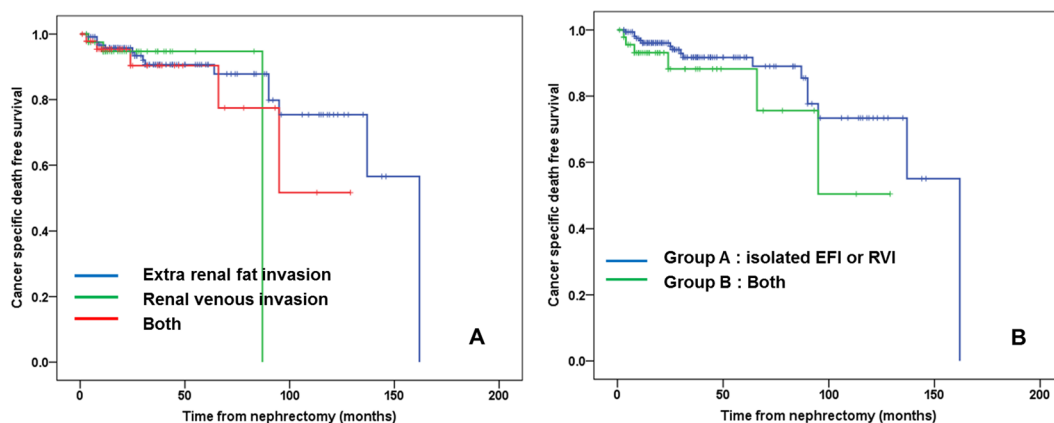 Cancer specific death free survival
1.0
0.8
0.6
0.4
0.2
0.0
Extra renal fat invasion
Renal venous invasion
Both
A
0
50
100
150
200
Time from nephrectomy (months)
Cancer specific death free survival
1.0
0.8
0.6
0.4
0.2
0.0
Group A : isolated EFI or RVI
Group B : Both
B
0
50
100
150
200
Time from nephrectomy (months)